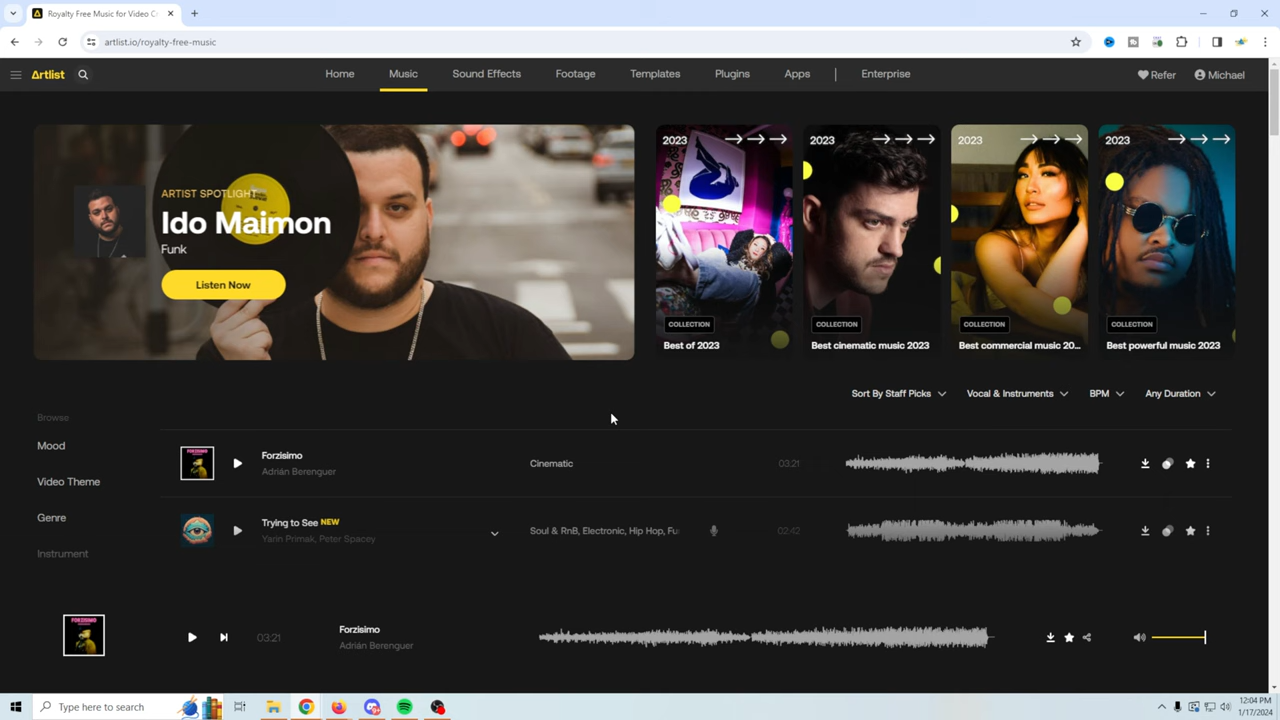 Royalty Free Music for Video C
artlist.io/royalty-free-music
Artlist
Home
Music
Sound Effects
Footage
Templates
Plugins
Apps
Enterprise
Refer
Michael
ARTIST SPOTLIGHT
Ido Maimon
Funk
Listen Now
2023
COLLECTION
Best of 2023
2023
COLLECTION
Best cinematic music 2023
2023
COLLECTION
Best commercial music 20...
2023
COLLECTION
Best powerful music 2023
Sort By Staff Picks
Vocal & Instruments
BPM
Any Duration
Browse
Mood
Video Theme
Genre
Instrument
Forzisimo
Adrián Berenguer
Cinematic
03:21
Trying to See NEW
Yarin Primak, Peter Spacey
Soul & RnB, Electronic, Hip Hop, Fu
02:42
FORZISIMO
03:21
Forzisimo
Adrián Berenguer
Type here to search
12:04 PM
1/17/2024